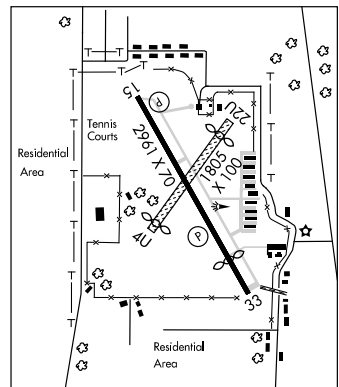 15
P
22U
2961 X 70
1805
X 100
Tennis
Courts
Residential
Area
4U
P
33
Residential
Area
T
T
T
T
T
T
T
T
T
T
T